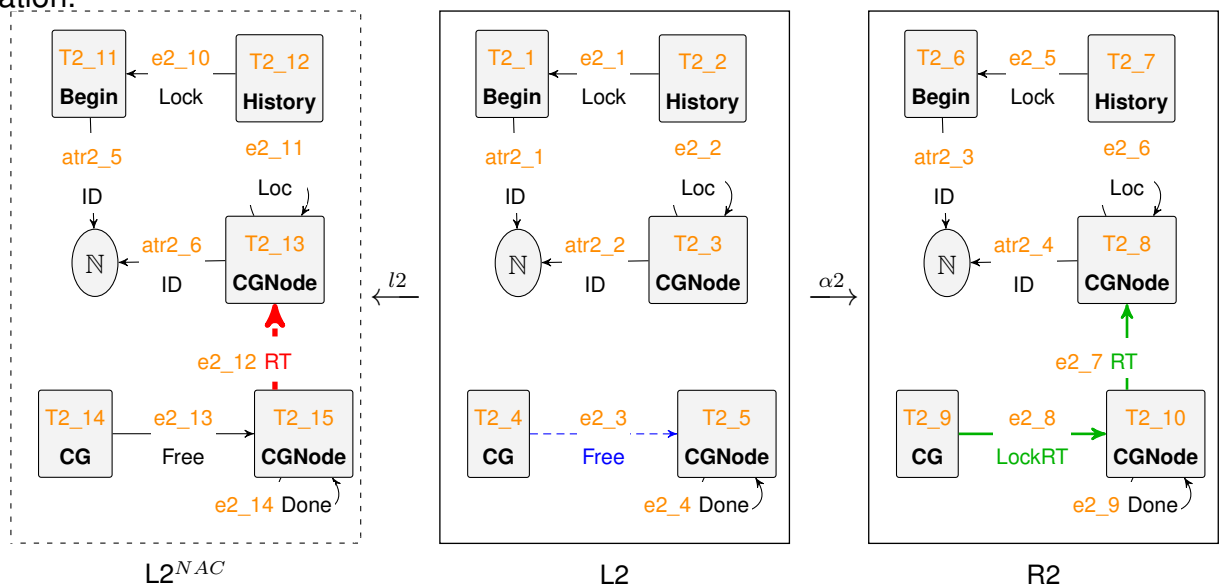 ation:
T2_11 e2_10 T2_12
Begin Lock History
atr2_5 e2_11
ID Loc
ℕ atr2_6 T2_13
ID CGNode
e2_12 RT
T2_14 e2_13 T2_15
CG Free CGNode
e2_14 Done
L2^{NAC}
l2
T2_1 e2_1 T2_2
Begin Lock History
atr2_1 e2_2
ID Loc
ℕ atr2_2 T2_3
ID CGNode
T2_4 e2_3 T2_5
CG Free CGNode
e2_4 Done
L2
α2
T2_6 e2_5 T2_7
Begin Lock History
atr2_3 e2_6
ID Loc
ℕ atr2_4 T2_8
ID CGNode
e2_7 RT
T2_9 e2_8 T2_10
CG LockRT CGNode
e2_9 Done
R2